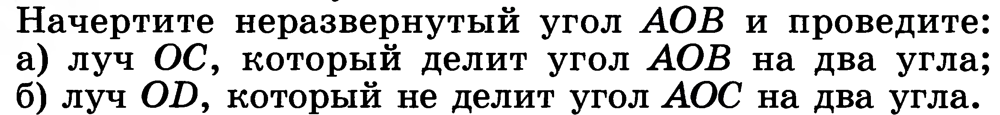 Начертите неразвернутый угол AOB и проведите:
а) луч OC, который делит угол AOB на два угла;
б) луч OD, который не делит угол AOC на два угла.